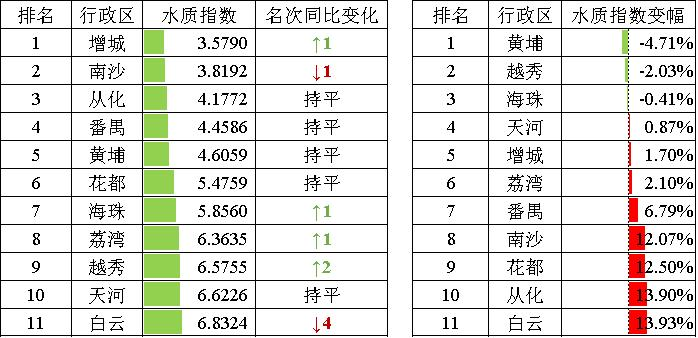 排名 行政区 水质指数 名次同比变化
1 增城 3.5790 ↑1
2 南沙 3.8192 ↓1
3 从化 4.1772 持平
4 番禺 4.4586 持平
5 黄埔 4.6059 持平
6 花都 5.4759 持平
7 海珠 5.8560 ↑1
8 荔湾 6.3635 ↑1
9 越秀 6.5755 ↑2
10 天河 6.6226 持平
11 白云 6.8324 ↓4
排名 行政区 水质指数变幅
1 黄埔 -4.71%
2 越秀 -2.03%
3 海珠 -0.41%
4 天河 0.87%
5 增城 1.70%
6 荔湾 2.10%
7 番禺 6.79%
8 南沙 12.07%
9 花都 12.50%
10 从化 13.90%
11 白云 13.93%